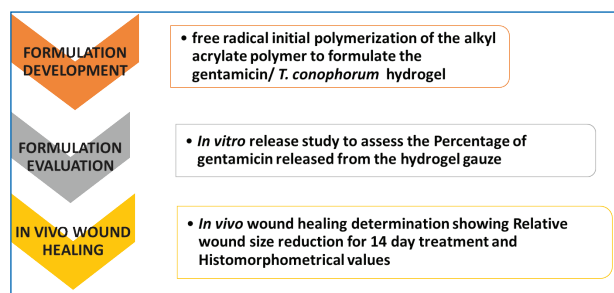 FORMULATION
DEVELOPMENT
• free radical initial polymerization of the alkyl
acrylate polymer to formulate the
gentamicin/ T. conophorum hydrogel
FORMULATION
EVALUATION
• In vitro release study to assess the Percentage of
gentamicin released from the hydrogel gauze
IN VIVO WOUND
HEALING
• In vivo wound healing determination showing Relative
wound size reduction for 14 day treatment and
Histomorphometrical values